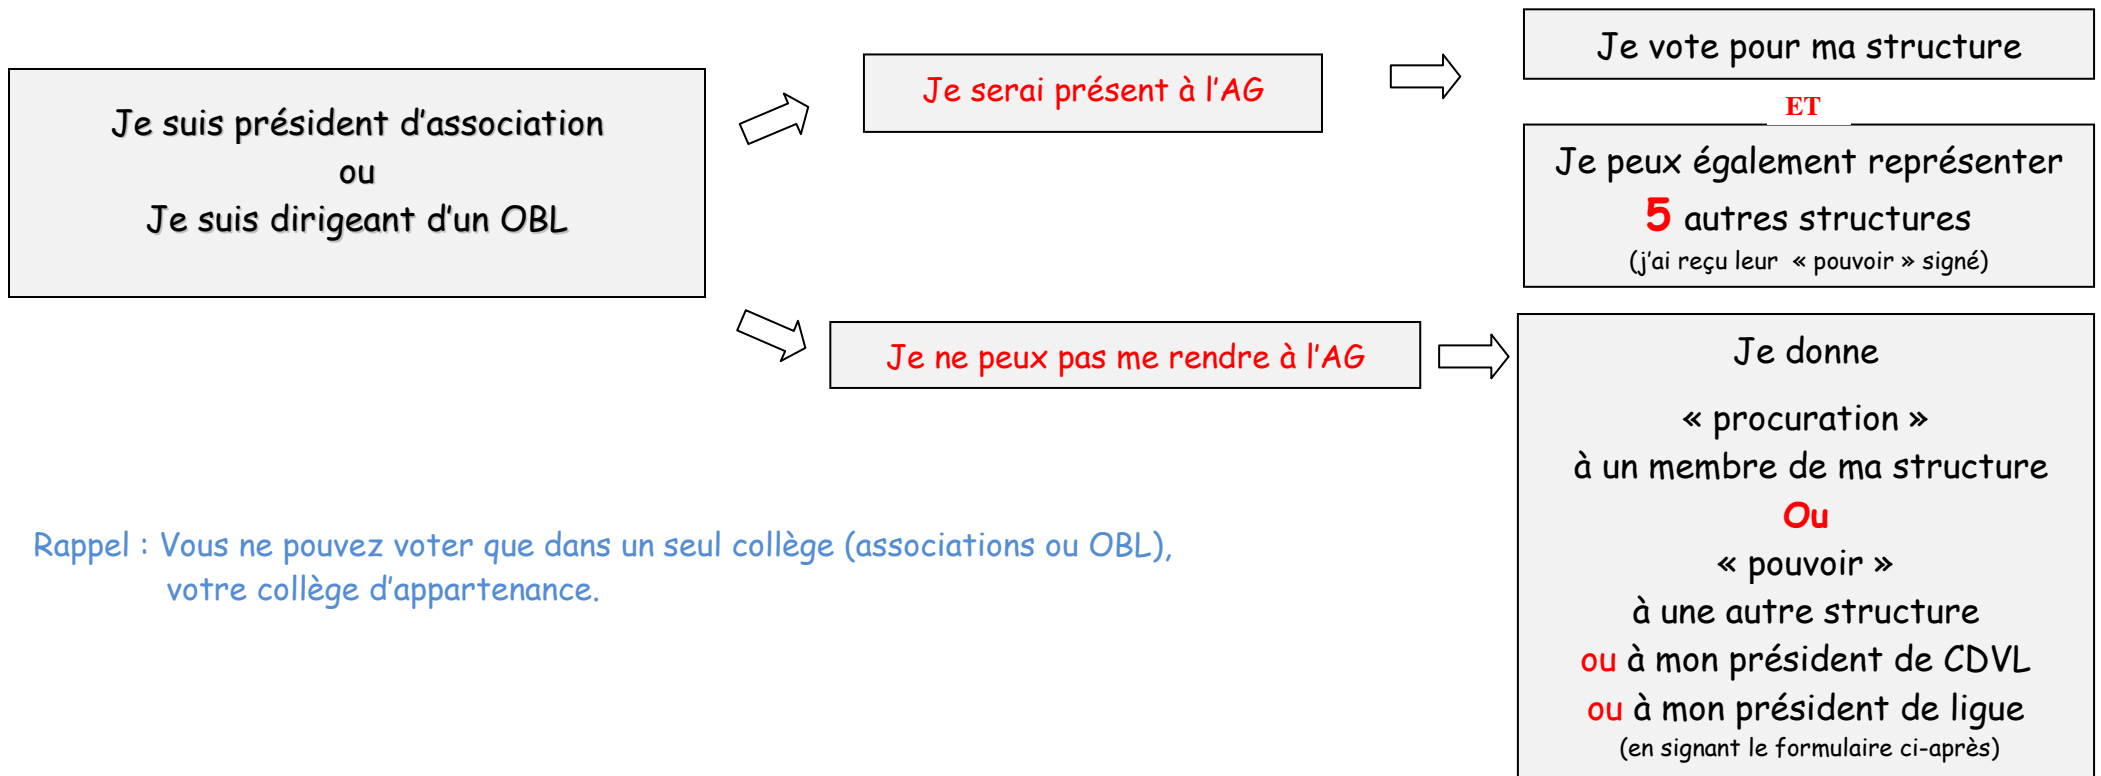 Je suis président d'association
ou
Je suis dirigeant d'un OBL
Je serai présent à l'AG
Je vote pour ma structure
ET
Je peux également représenter
5 autres structures
(j'ai reçu leur « pouvoir » signé)
Je ne peux pas me rendre à l'AG
Je donne
« procuration »
à un membre de ma structure
Ou
« pouvoir »
à une autre structure
ou à mon président de CDVL
ou à mon président de ligue
(en signant le formulaire ci-après)
Rappel : Vous ne pouvez voter que dans un seul collège (associations ou OBL),
votre collège d'appartenance.